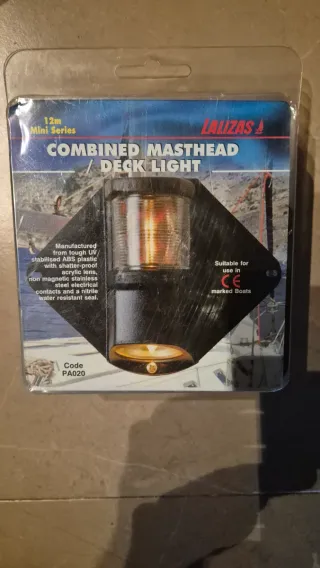 12m
Mini Series
LALIZAS
COMBINED MASTHEAD
/ DECK LIGHT
Manufactured
from tough UV
stabilised ABS plastic
with shatter-proof
acrylic lens,
non magnetic stainless
steel electrical
contacts and a nitrile
water resistant seal.
Suitable for
use in
CE
marked Boats
Code
PA020